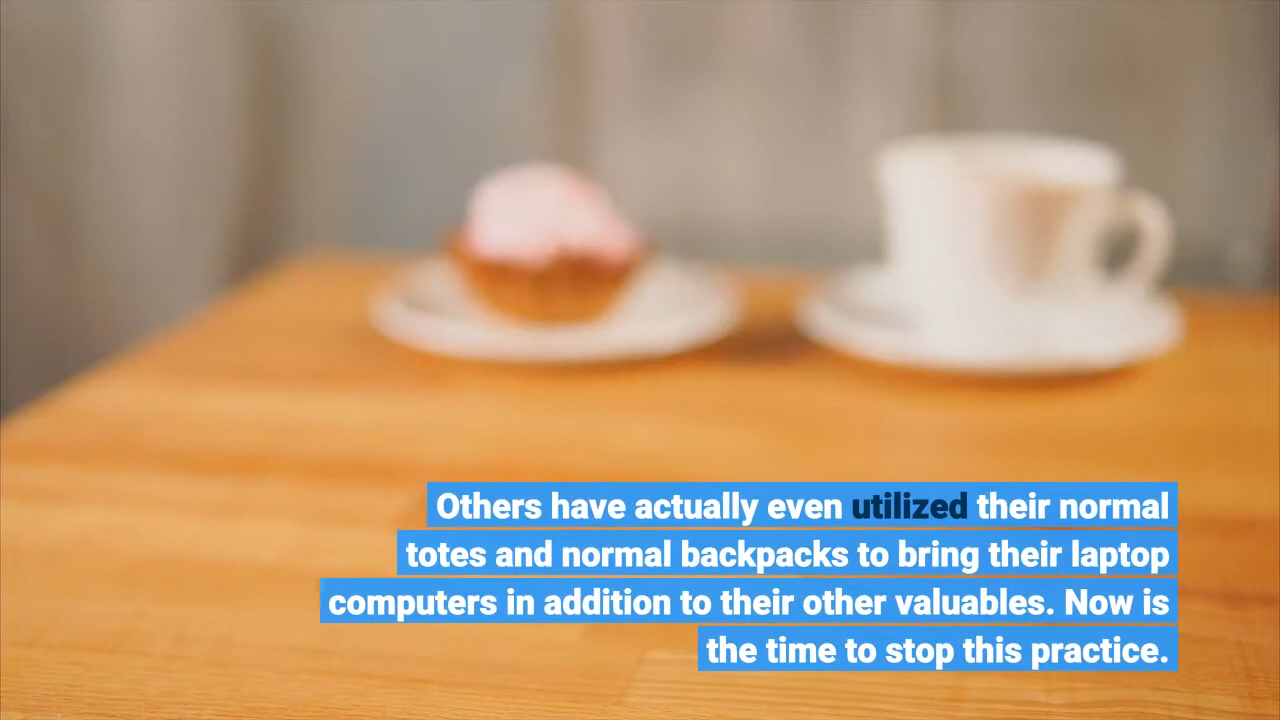 Others have actually even utilized their normal
totes and normal backpacks to bring their laptop
computers in addition to their other valuables. Now is
the time to stop this practice.